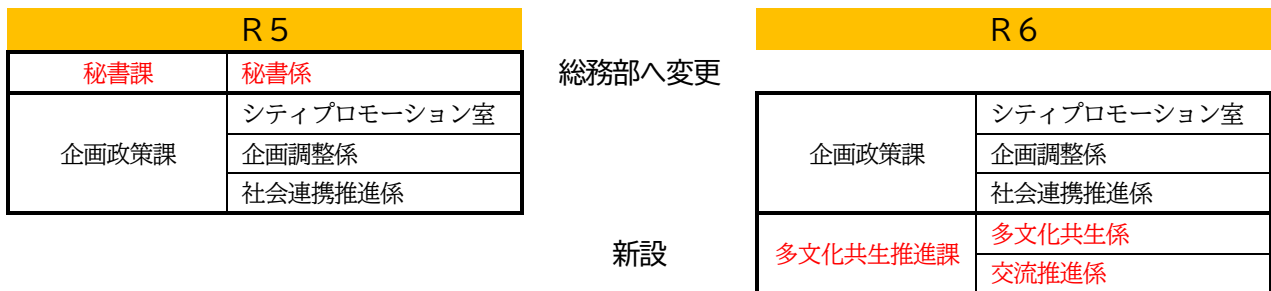 R5
R6
秘書課 秘書係 総務部へ変更
シティプロモーション室
企画政策課 企画調整係
社会連携推進係
シティプロモーション室
企画政策課 企画調整係
社会連携推進係
新設 多文化共生推進課 多文化共生係
交流推進係